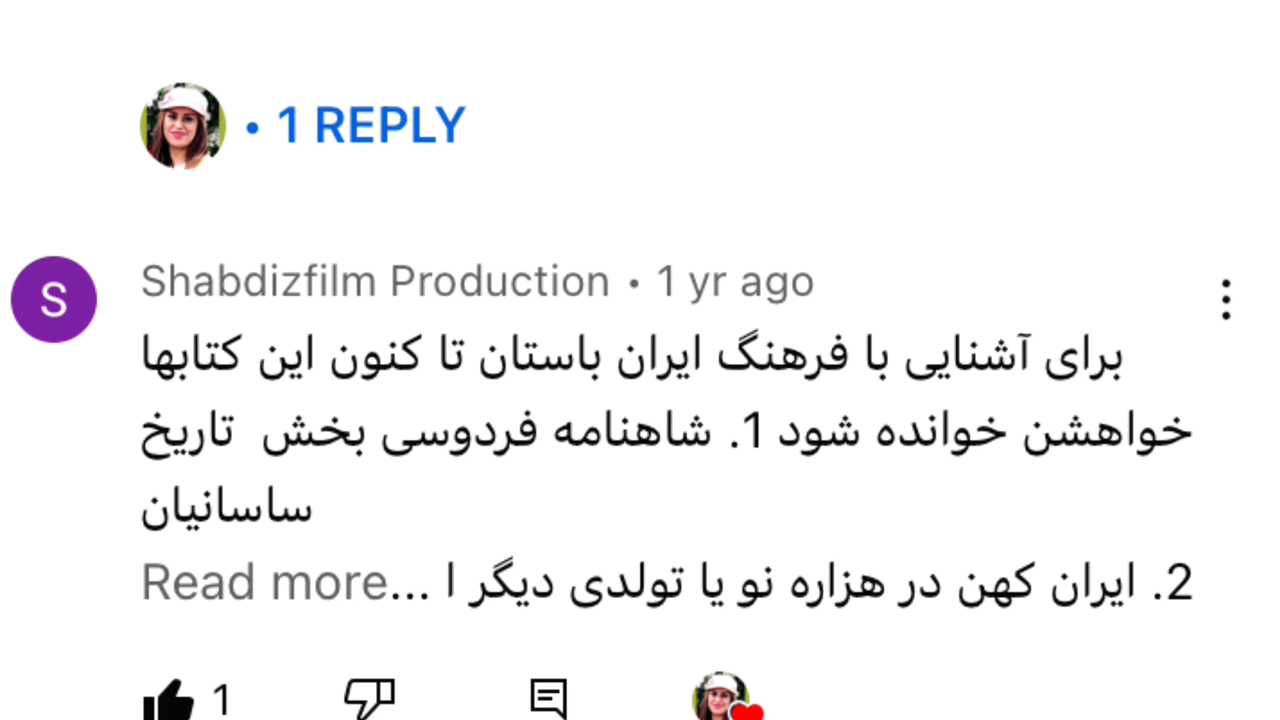 • 1 REPLY
S
Shabdizfilm Production • 1 yr ago
برای آشنایی با فرهنگ ایران باستان تا کنون این کتابها
خواهشن خوانده شود 1. شاهنامه فردوسی بخش تاریخ
ساسانیان
2. ایران کهن در هزاره نو یا تولدی دیگر ا ...Read more
1